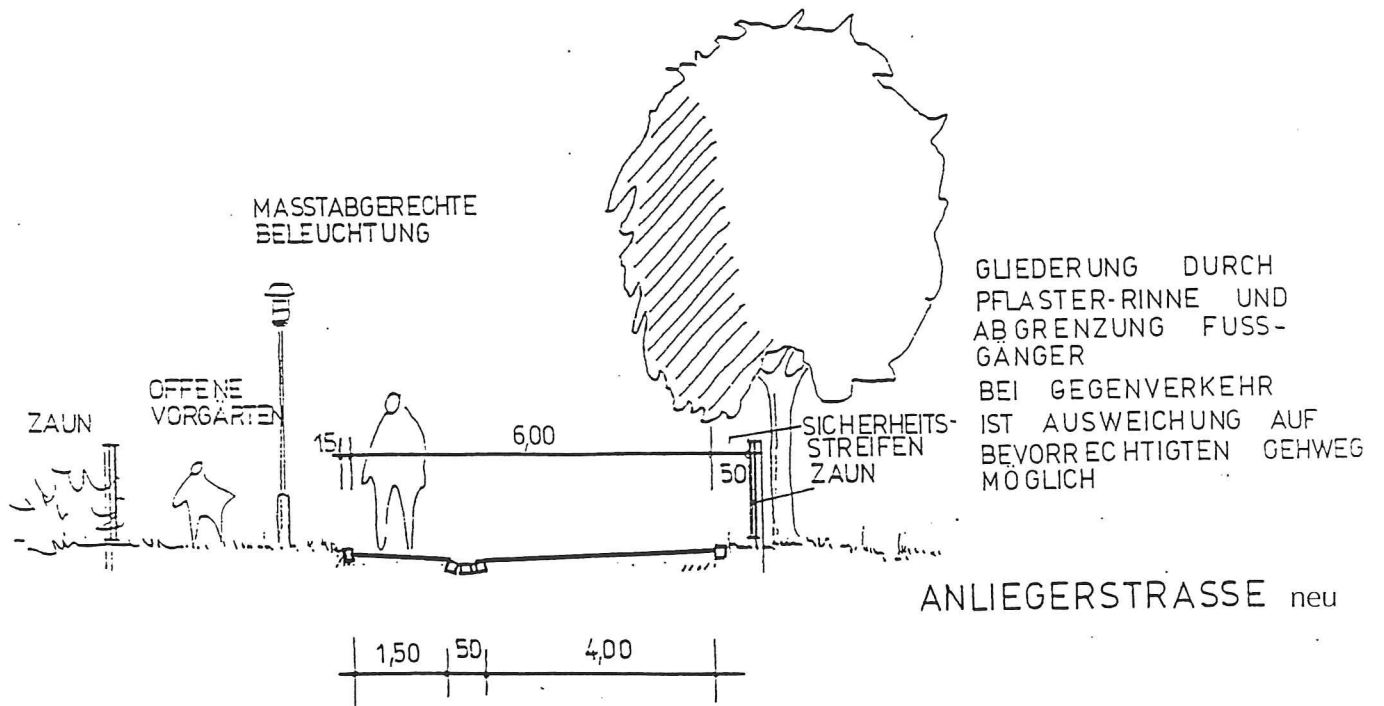 MASSTABGERECHTE
BELEUCHTUNG
OFFENE
VORGÄRTEN
ZAUN
15
6,00
50
SICHERHEITS-
STREIFEN
ZAUN
GLIEDERUNG DURCH
PFLASTER-RINNE UND
ABGRENZUNG FUSS-
GÄNGER
BEI GEGENVERKEHR
IST AUSWEICHUNG AUF
BEVORRECHTIGTEN GEHWEG
MÖGLICH
ANLIEGERSTRASSE neu
1,50
50
4,00